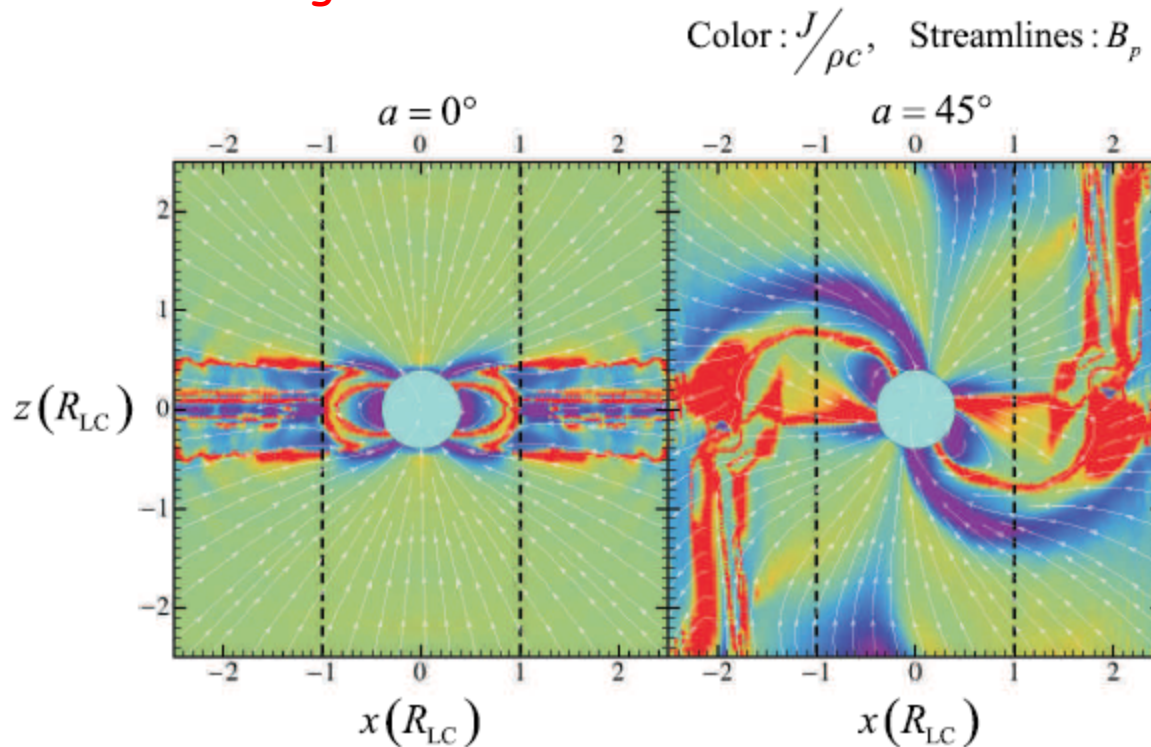 Color : J/ρc, Streamlines : B_p
a = 0° a = 45°
−2 −1 0 1 2 −2 −1 0 1 2
2
1
z(R_LC) 0
−1
−2
−2 −1 0 1 2 −2 −1 0 1 2
x(R_LC) x(R_LC)